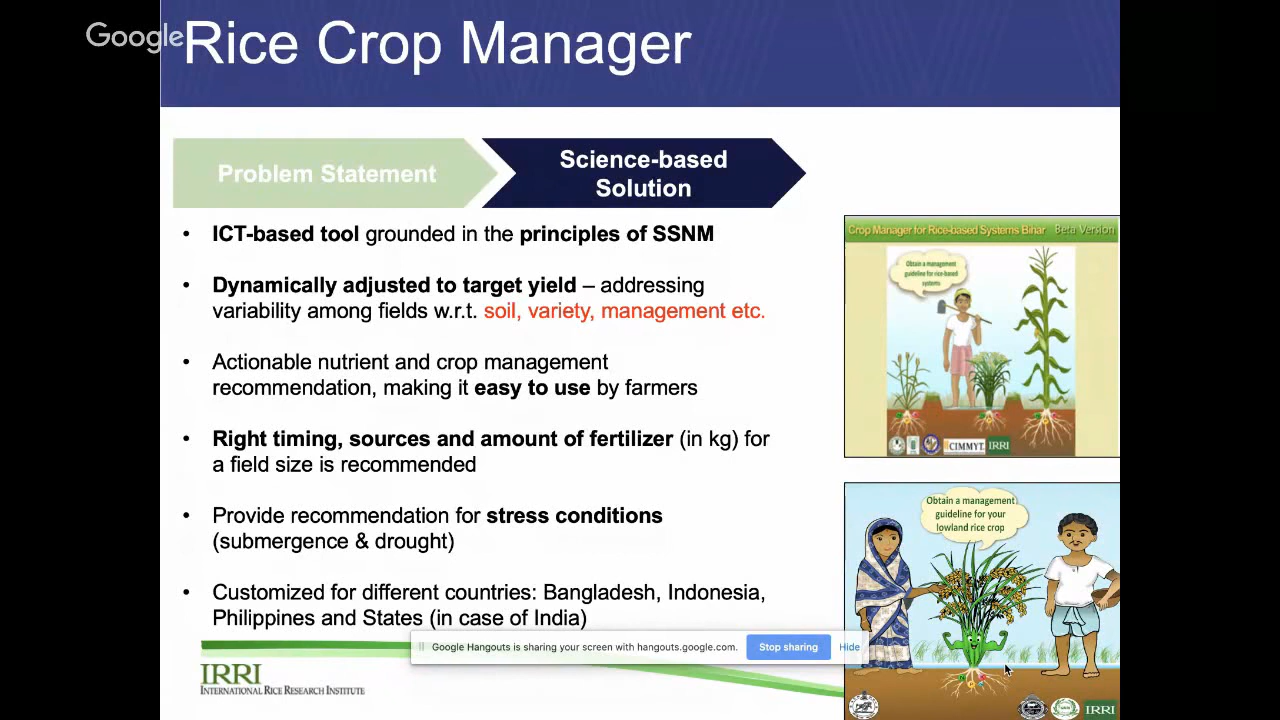 Google
Rice Crop Manager
Problem Statement
Science-based
Solution
• ICT-based tool grounded in the principles of SSNM
• Dynamically adjusted to target yield – addressing
variability among fields w.r.t. soil, variety, management etc.
• Actionable nutrient and crop management
recommendation, making it easy to use by farmers
• Right timing, sources and amount of fertilizer (in kg) for
a field size is recommended
• Provide recommendation for stress conditions
(submergence & drought)
• Customized for different countries: Bangladesh, Indonesia,
Philippines and States (in case of India)
Crop Manager for Rice-based Systems Bihar Beta Version
Obtain a management
guideline for rice-based
systems
CIMMYT IRRI
Obtain a management
guideline for your
lowland rice crop
IRRI
Google Hangouts is sharing your screen with hangouts.google.com. Stop sharing Hide
IRRI
INTERNATIONAL RICE RESEARCH INSTITUTE